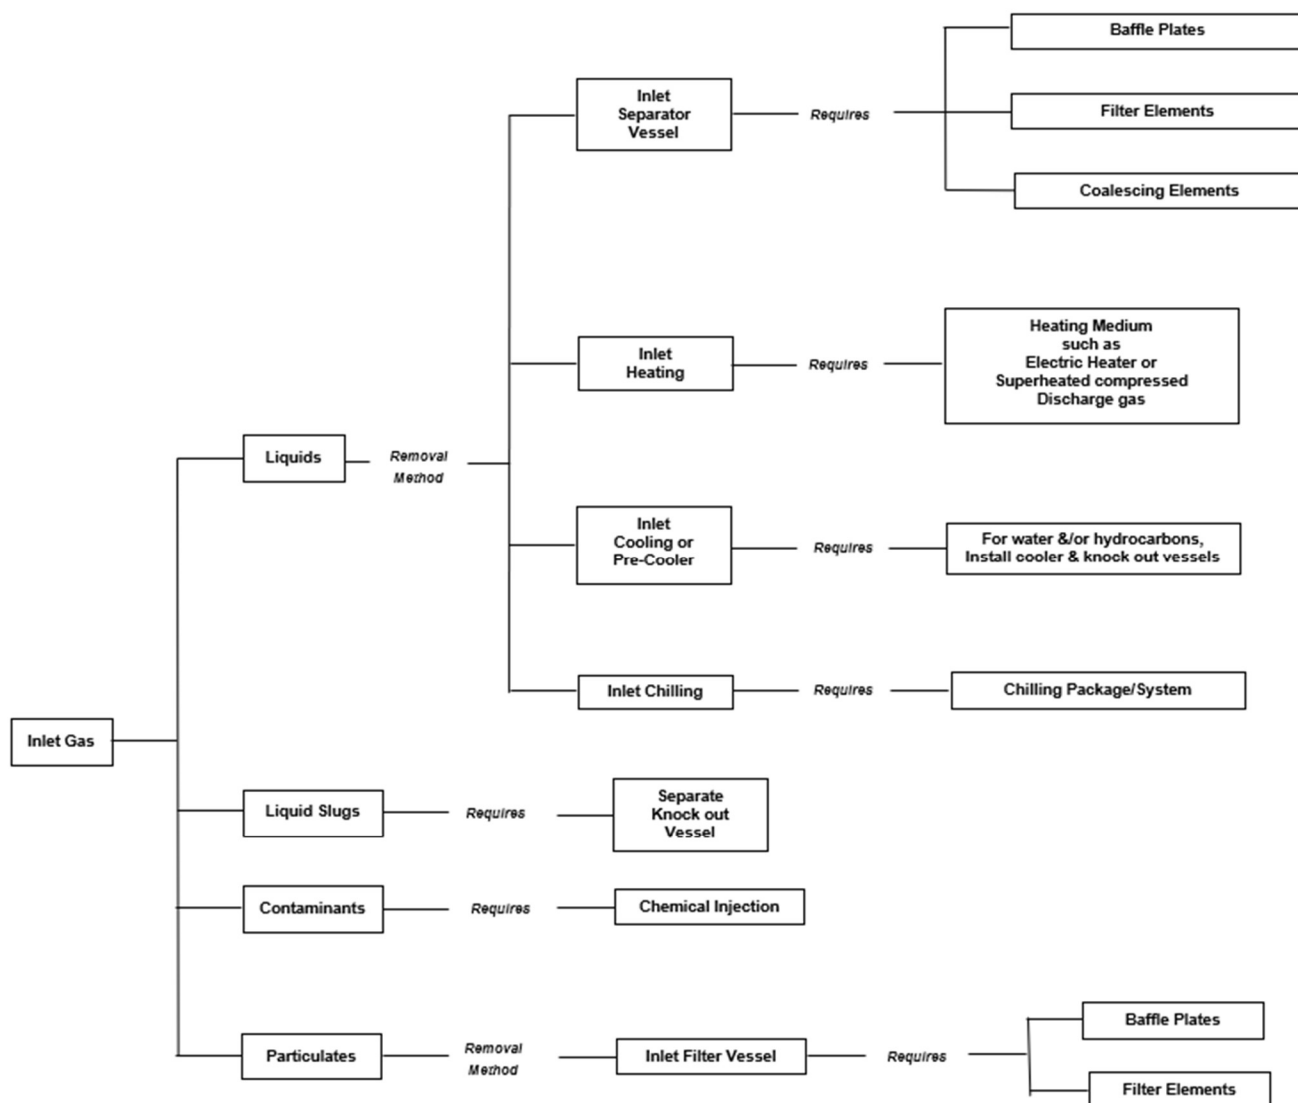 Baffle Plates
Inlet
Separator
Vessel
Requires
Filter Elements
Coalescing Elements
Inlet
Heating
Requires
Heating Medium
such as
Electric Heater or
Superheated compressed
Discharge gas
Liquids
Removal
Method
Inlet
Cooling or
Pre-Cooler
Requires
For water &/or hydrocarbons,
Install cooler & knock out vessels
Inlet Chilling
Requires
Chilling Package/System
Inlet Gas
Liquid Slugs
Requires
Separate
Knock out
Vessel
Contaminants
Requires
Chemical Injection
Particulates
Removal
Method
Inlet Filter Vessel
Requires
Baffle Plates
Filter Elements